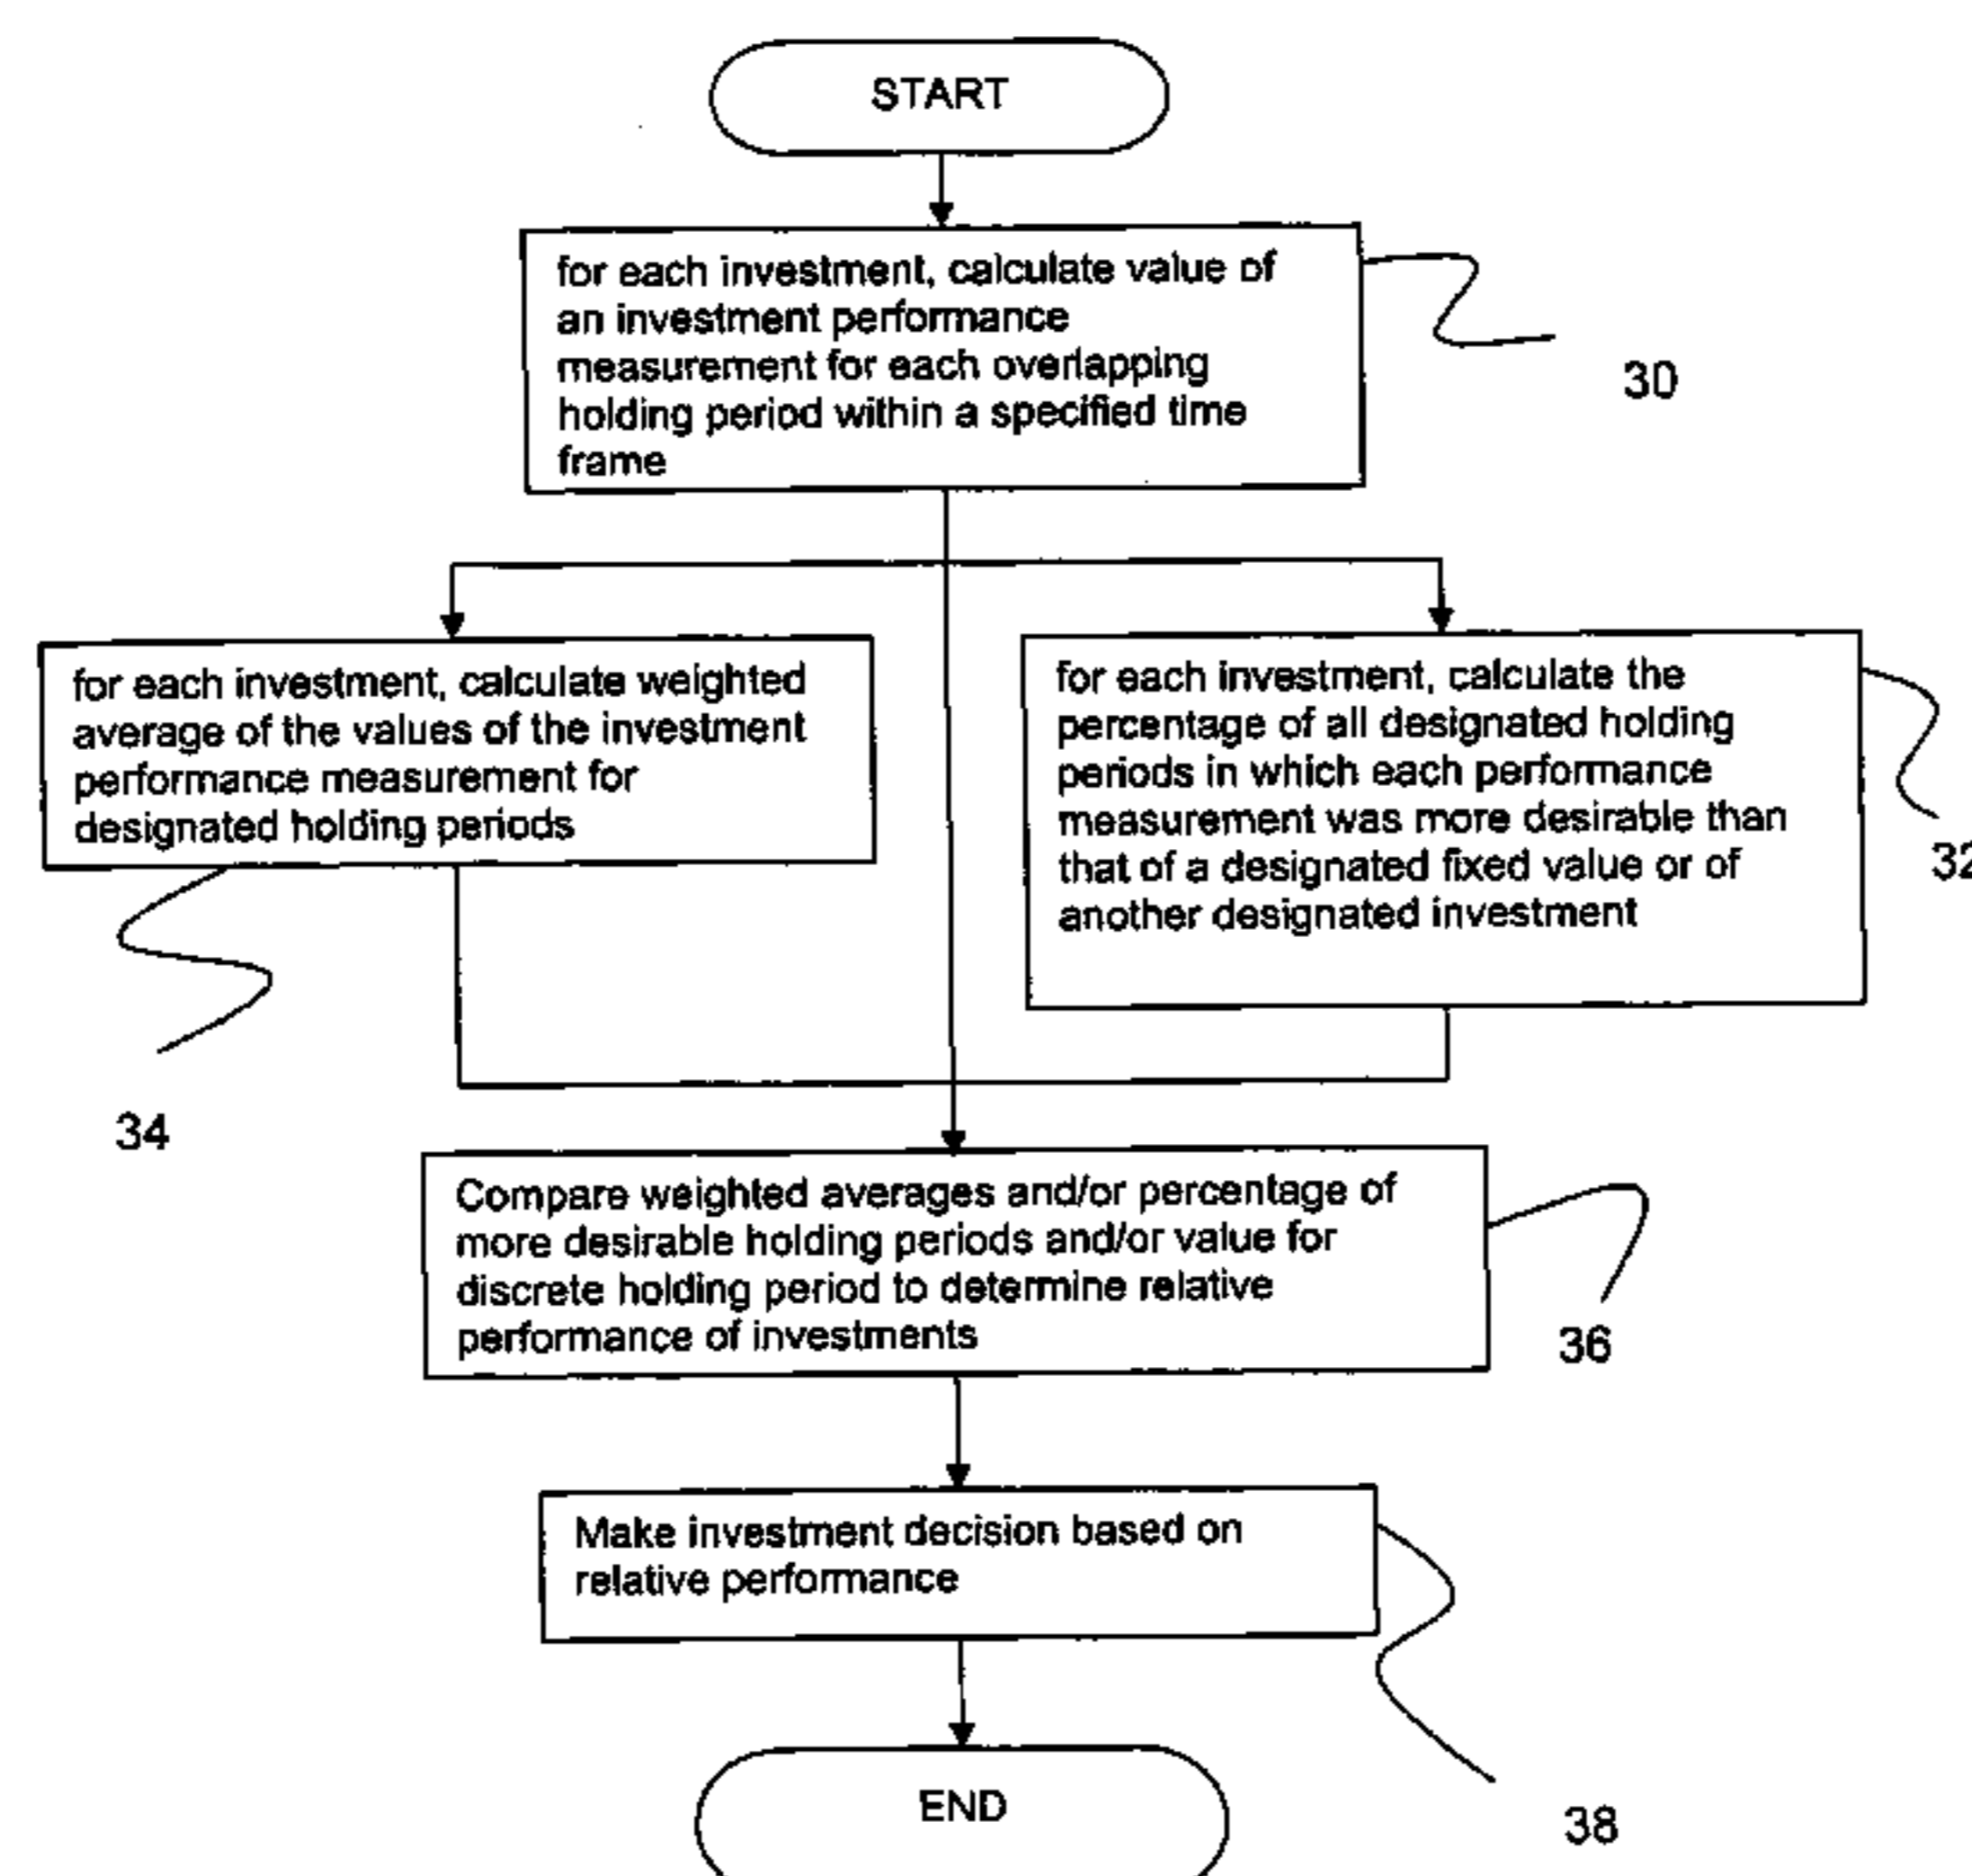 START
for each investment, calculate value of
an investment performance
measurement for each overlapping
holding period within a specified time
frame
30
for each investment, calculate weighted
average of the values of the investment
performance measurement for
designated holding periods
34
for each investment, calculate the
percentage of all designated holding
periods in which each performance
measurement was more desirable than
that of a designated fixed value or of
another designated investment
32
Compare weighted averages and/or percentage of
more desirable holding periods and/or value for
discrete holding period to determine relative
performance of investments
36
Make investment decision based on
relative performance
38
END